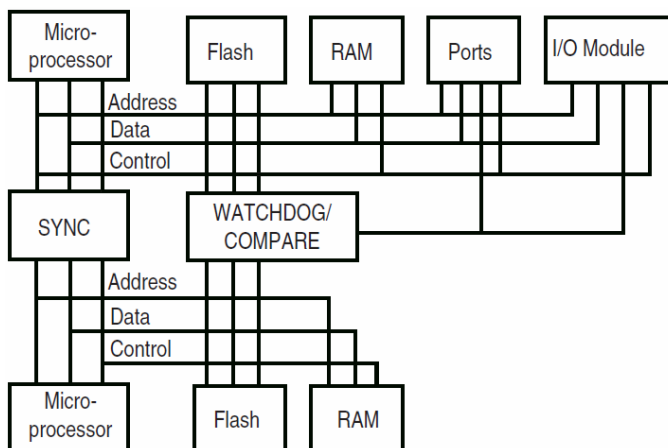 Micro-
processor
Flash
RAM
Ports
I/O Module
Address
Data
Control
SYNC
WATCHDOG/
COMPARE
Address
Data
Control
Micro-
processor
Flash
RAM